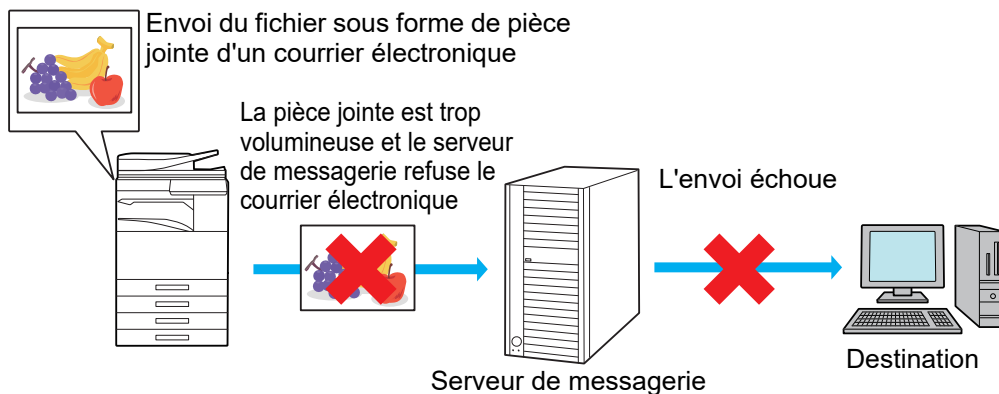 Envoi du fichier sous forme de pièce
jointe d'un courrier électronique
La pièce jointe est trop
volumineuse et le serveur
de messagerie refuse le
courrier électronique
L'envoi échoue
Serveur de messagerie
Destination